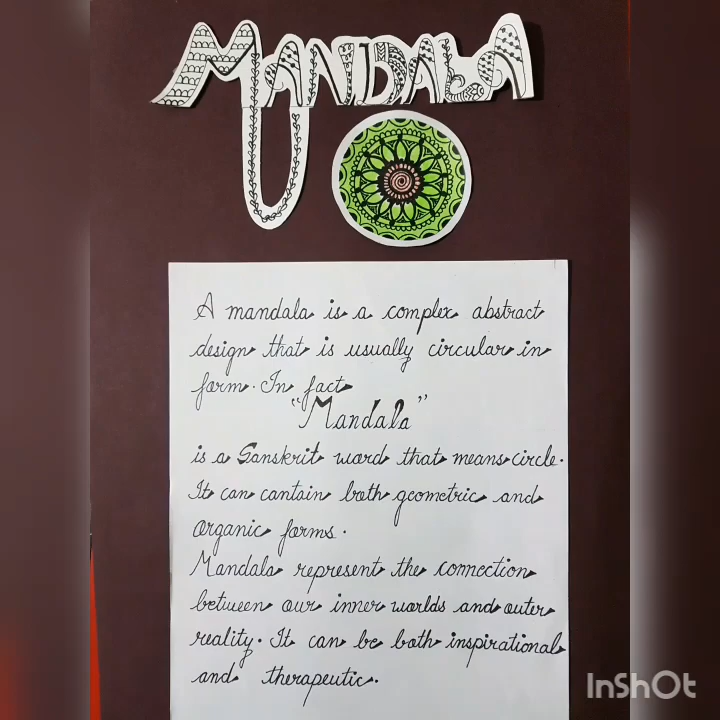 MANDALA
A mandala is a complex abstract
design that is usually circular in
form. In fact
"Mandala"
is a Sanskrit word that means circle.
It can contain both geometric and
organic forms.
Mandala represent the connection
between our inner worlds and outer
reality. It can be both inspirational
and therapeutic.
InShOt